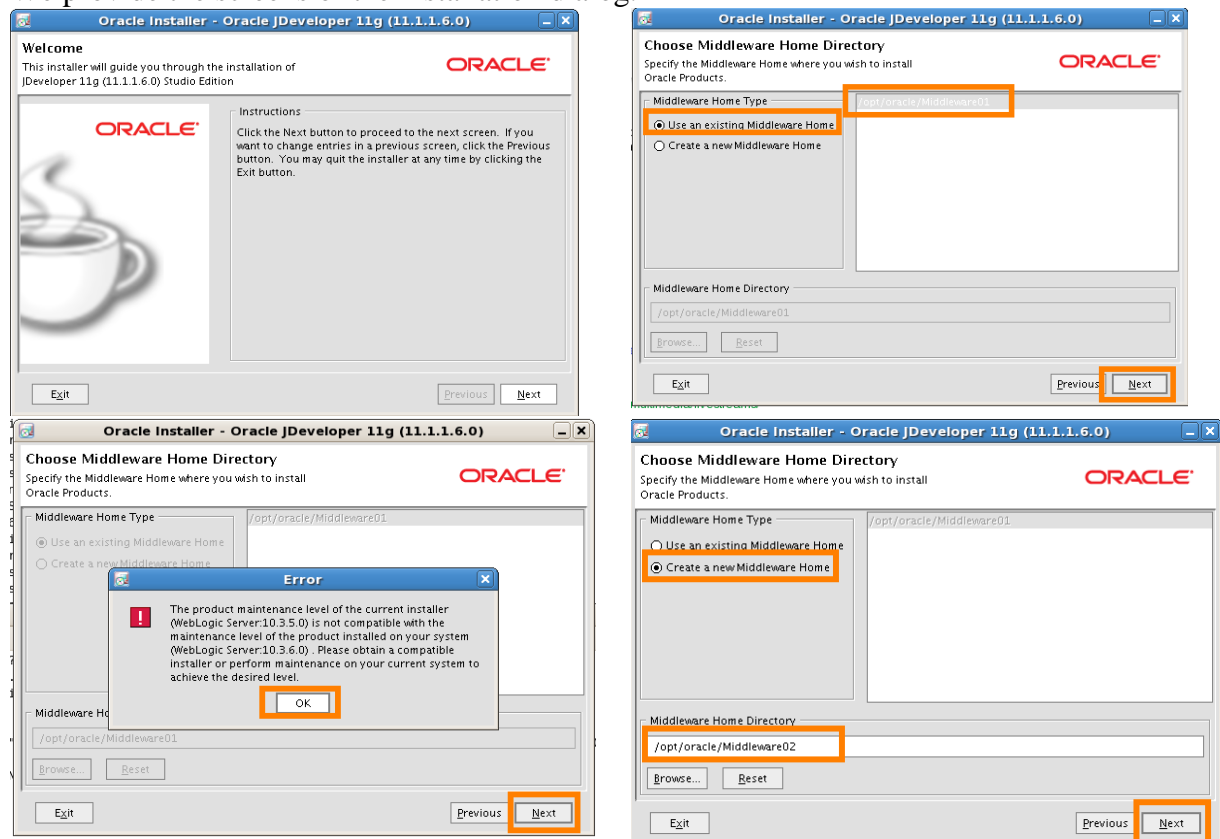 We provide the screens of the installation dialog.
Oracle Installer - Oracle JDeveloper 11g (11.1.1.6.0)
Welcome
This installer will guide you through the installation of
JDeveloper 11g (11.1.1.6.0) Studio Edition
ORACLE
ORACLE
Instructions
Click the Next button to proceed to the next screen. If you
want to change entries in a previous screen, click the Previous
button. You may quit the installer at any time by clicking the
Exit button.
Exit
Previous
Next
Oracle Installer - Oracle JDeveloper 11g (11.1.1.6.0)
Choose Middleware Home Directory
Specify the Middleware Home where you wish to install
Oracle Products.
ORACLE
Middleware Home Type
Use an existing Middleware Home
Create a new Middleware Home
/opt/oracle/Middleware01
Middleware Home Directory
/opt/oracle/Middleware01
Browse...
Reset
Exit
Previous
Next
Oracle Installer - Oracle JDeveloper 11g (11.1.1.6.0)
Choose Middleware Home Directory
Specify the Middleware Home where you wish to install
Oracle Products.
ORACLE
Middleware Home Type
Use an existing Middleware Home
Create a new Middleware Home
/opt/oracle/Middleware01
Error
The product maintenance level of the current installer
(WebLogic Server:10.3.5.0) is not compatible with the
maintenance level of the product installed on your system
(WebLogic Server:10.3.6.0) . Please obtain a compatible
installer or perform maintenance on your current system to
achieve the desired level.
OK
Middleware Ho
/opt/oracle/Middleware01
Browse...
Reset
Exit
Previous
Next
Oracle Installer - Oracle JDeveloper 11g (11.1.1.6.0)
Choose Middleware Home Directory
Specify the Middleware Home where you wish to install
Oracle Products.
ORACLE
Middleware Home Type
Use an existing Middleware Home
Create a new Middleware Home
/opt/oracle/Middleware01
Middleware Home Directory
/opt/oracle/Middleware02
Browse...
Reset
Exit
Previous
Next